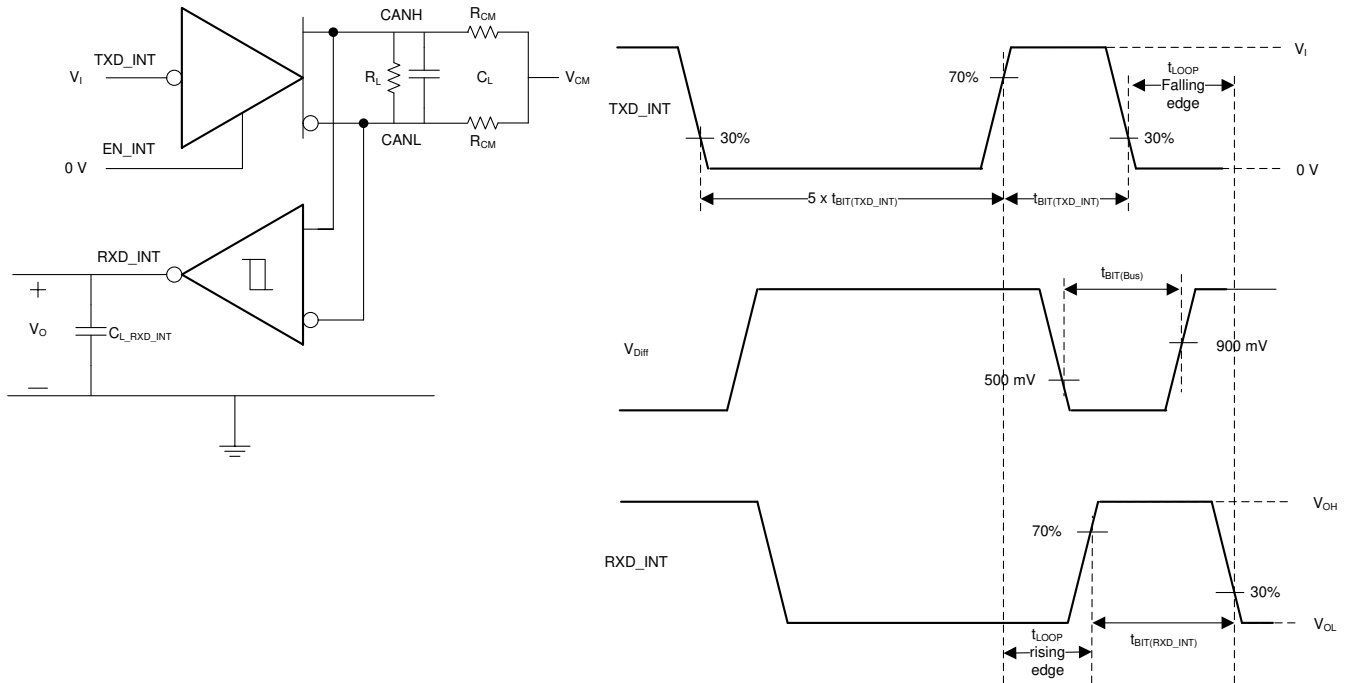 CANH
R_CM
TXD_INT
V_I
R_L
C_L
V_CM
CANL
R_CM
EN_INT
0 V
RXD_INT
+
V_O
C_L_RXD_INT
—
TXD_INT
70%
V_I
t_LOOP
Falling
edge
30%
30%
0 V
5 x t_BIT(TXD_INT)
t_BIT(TXD_INT)
V_Diff
t_BIT(Bus)
900 mV
500 mV
RXD_INT
V_OH
70%
30%
V_OL
t_LOOP
rising
edge
t_BIT(RXD_INT)